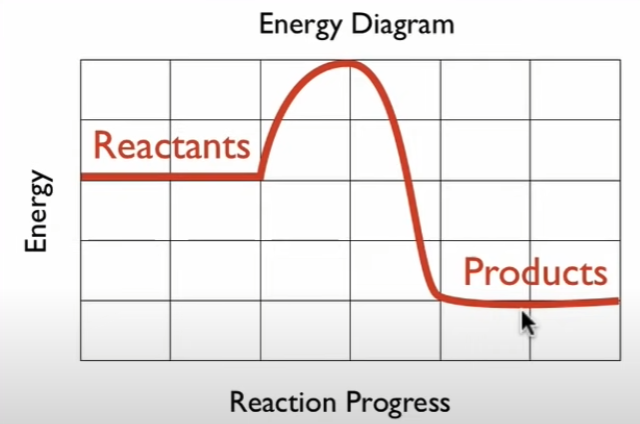 Energy Diagram
Reactants
Energy
Products
Reaction Progress